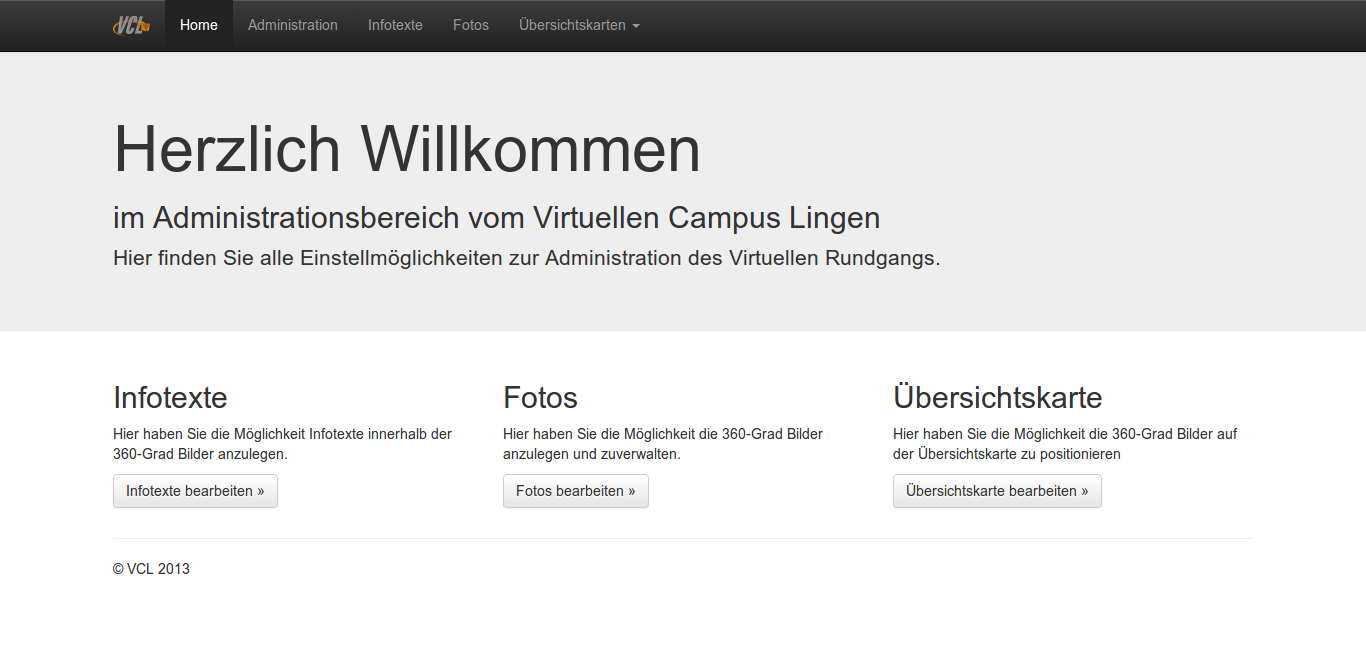 VCL Home Administration Infotexte Fotos Übersichtskarten
Herzlich Willkommen
im Administrationsbereich vom Virtuellen Campus Lingen
Hier finden Sie alle Einstellmöglichkeiten zur Administration des Virtuellen Rundgangs.
Infotexte
Hier haben Sie die Möglichkeit Infotexte innerhalb der
360-Grad Bilder anzulegen.
Infotexte bearbeiten »
Fotos
Hier haben Sie die Möglichkeit die 360-Grad Bilder
anzulegen und zuverwalten.
Fotos bearbeiten »
Übersichtskarte
Hier haben Sie die Möglichkeit die 360-Grad Bilder auf
der Übersichtskarte zu positionieren
Übersichtskarte bearbeiten »
© VCL 2013